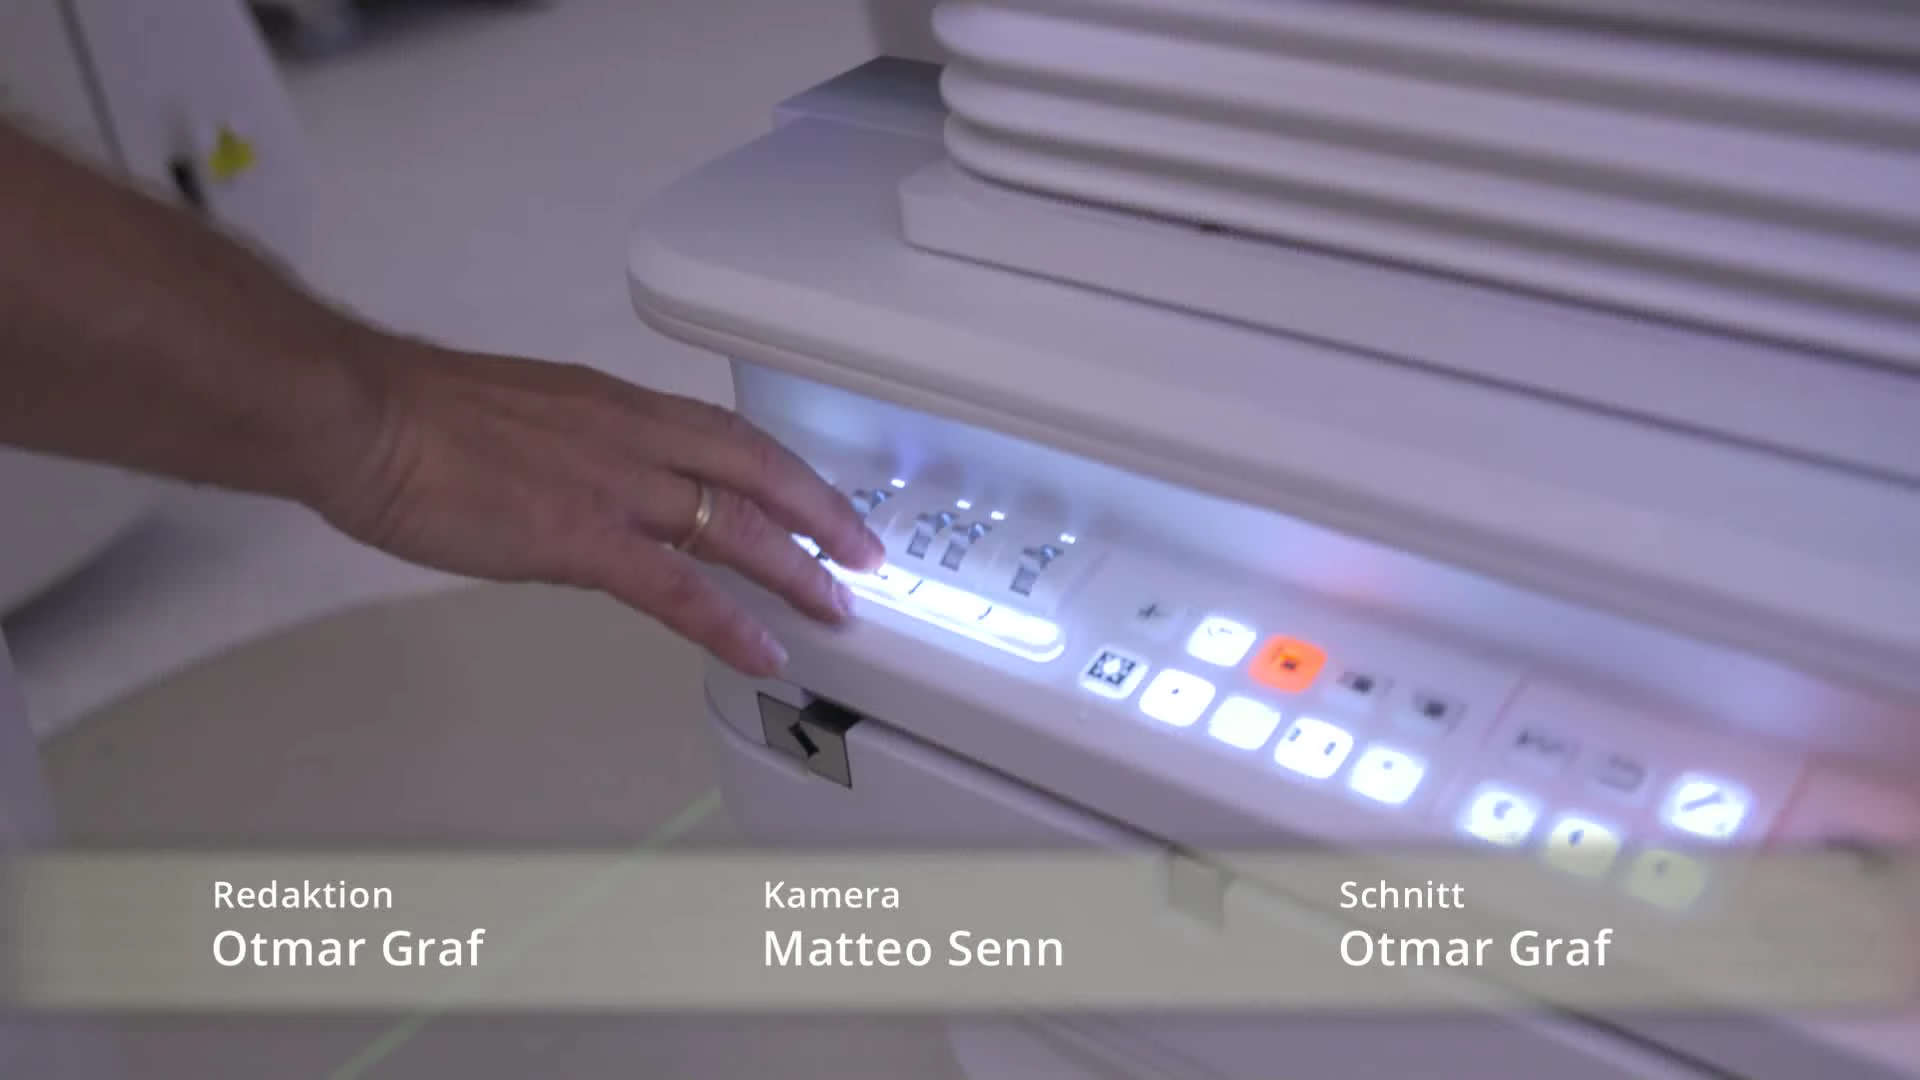 Redaktion
Otmar Graf
Kamera
Matteo Senn
Schnitt
Otmar Graf